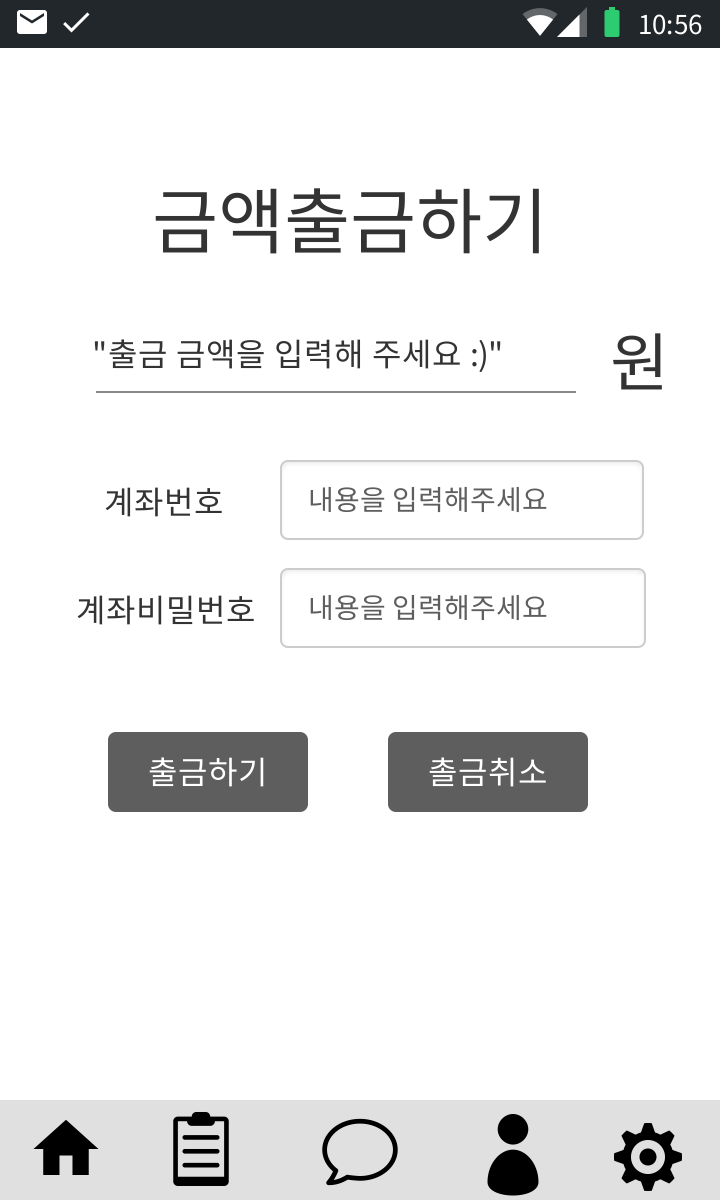 10:56
금액출금하기
"출금 금액을 입력해 주세요 :)"
원
계좌번호
내용을 입력해주세요
계좌비밀번호
내용을 입력해주세요
출금하기
촐금취소